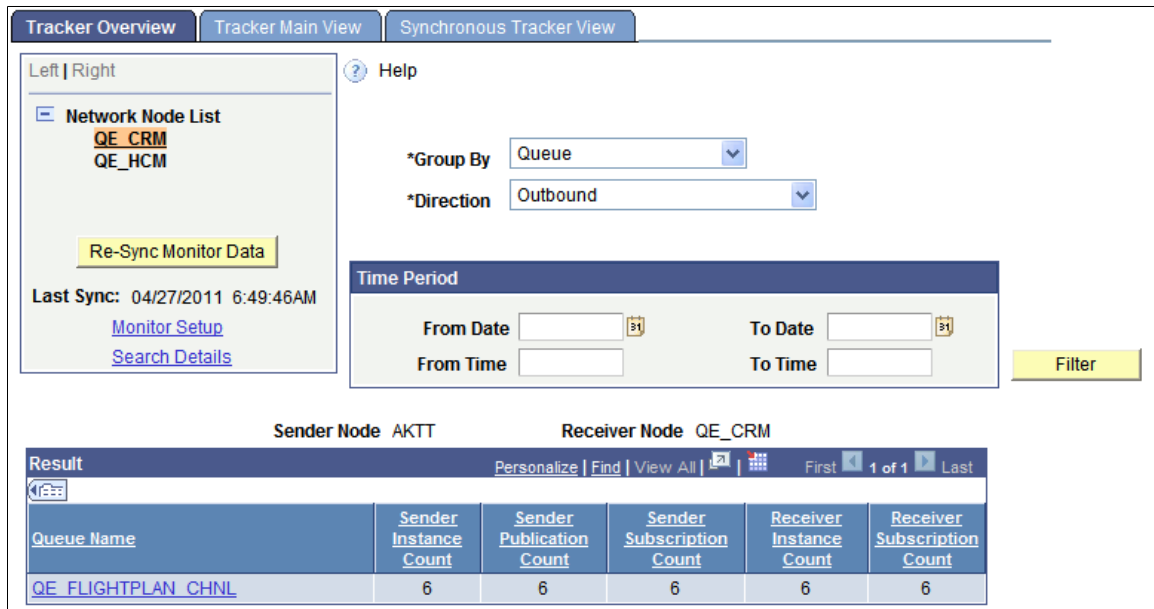 Tracker Overview Tracker Main View Synchronous Tracker View
Left | Right
Network Node List
QE_CRM
QE_HCM
Re-Sync Monitor Data
Last Sync: 04/27/2011 6:49:46AM
Monitor Setup
Search Details
? Help
*Group By Queue
*Direction Outbound
Time Period
From Date 31 To Date 31
From Time To Time
Filter
Sender Node AKTT Receiver Node QE_CRM
Result Personalize | Find | View All | | First 1 of 1 Last
Queue Name
Sender Instance Count
Sender Publication Count
Sender Subscription Count
Receiver Instance Count
Receiver Subscription Count
QE_FLIGHTPLAN_CHNL 6 6 6 6 6